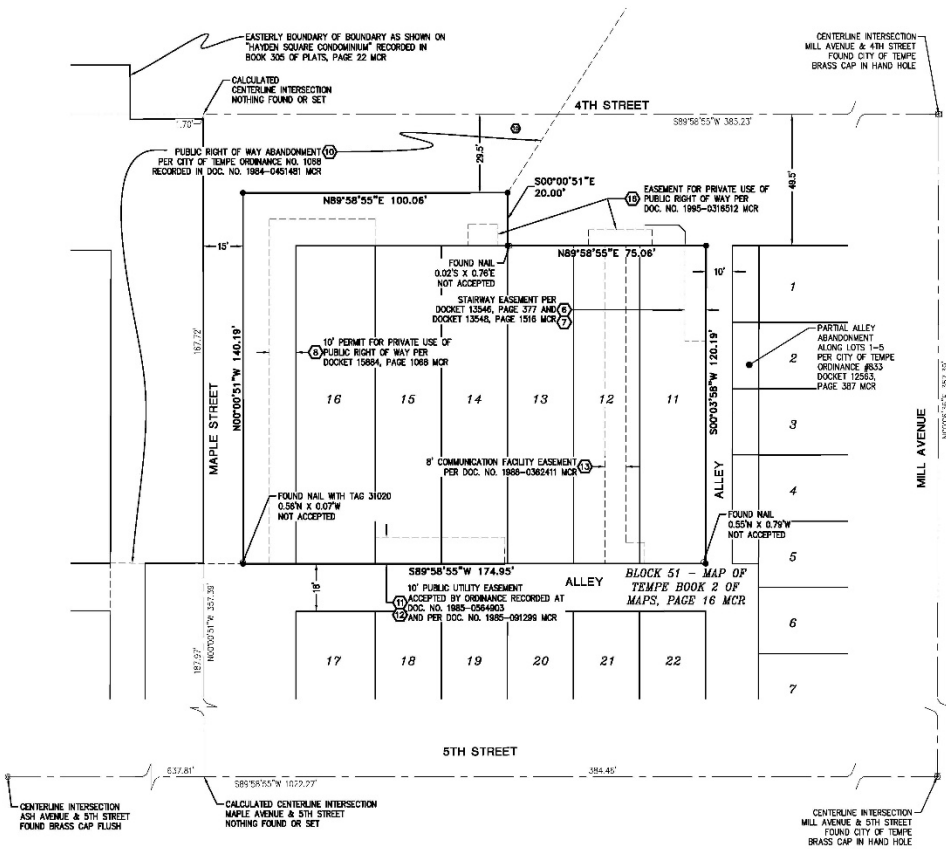 EASTERLY BOUNDARY OF BOUNDARY AS SHOWN ON
"HAYDEN SQUARE CONDOMINIUM" RECORDED IN
BOOK 305 OF PLATS, PAGE 22 MCR
CENTERLINE INTERSECTION
MILL AVENUE & 4TH STREET
FOUND CITY OF TEMPE
BRASS CAP IN HAND HOLE
CALCULATED
CENTERLINE INTERSECTION
NOTHING FOUND OR SET
4TH STREET
S89°58'55"W 385.23'
PUBLIC RIGHT OF WAY ABANDONMENT 10
PER CITY OF TEMPE ORDINANCE NO. 1088
RECORDED IN DOC. NO. 1984-0451481 MCR
29.5'
49.5'
S00°00'51"E
20.00'
N89°58'55"E 100.06'
EASEMENT FOR PRIVATE USE OF
15 PUBLIC RIGHT OF WAY PER
DOC. NO. 1995-0316512 MCR
15'
N89°58'55"E 75.06'
FOUND NAIL
0.02'S X 0.76'E
NOT ACCEPTED
10'
STAIRWAY EASEMENT PER
DOCKET 13546, PAGE 377 AND 6
DOCKET 13548, PAGE 1516 MCR 7
1
167.72'
N00°00'51"W 140.19'
10' PERMIT FOR PRIVATE USE OF
8 PUBLIC RIGHT OF WAY PER
DOCKET 15884, PAGE 1068 MCR
S00°03'58"W 120.19'
2
PARTIAL ALLEY
ABANDONMENT
ALONG LOTS 1-5
PER CITY OF TEMPE
ORDINANCE #833
DOCKET 12563,
PAGE 387 MCR
16 15 14 13 12 11
3
MAPLE STREET
MILL AVENUE
8' COMMUNICATION FACILITY EASEMENT 13
PER DOC. NO. 1988-0362411 MCR
ALLEY
4
FOUND NAIL WITH TAG 31020
0.56'N X 0.07'W
NOT ACCEPTED
FOUND NAIL
0.55'N X 0.79'W
NOT ACCEPTED
5
S89°58'55"W 174.95'
ALLEY
BLOCK 51 - MAP OF
TEMPE BOOK 2 OF
MAPS, PAGE 16 MCR
18'
10' PUBLIC UTILITY EASEMENT
11 ACCEPTED BY ORDINANCE RECORDED AT
DOC. NO. 1985-0564903
12 AND PER DOC. NO. 1985-091299 MCR
6
N00°00'51"W 357.39'
187.97'
17 18 19 20 21 22
7
5TH STREET
637.81'
S89°58'55"W 1022.27'
384.46'
CENTERLINE INTERSECTION
ASH AVENUE & 5TH STREET
FOUND BRASS CAP FLUSH
CALCULATED CENTERLINE INTERSECTION
MAPLE AVENUE & 5TH STREET
NOTHING FOUND OR SET
CENTERLINE INTERSECTION
MILL AVENUE & 5TH STREET
FOUND CITY OF TEMPE
BRASS CAP IN HAND HOLE